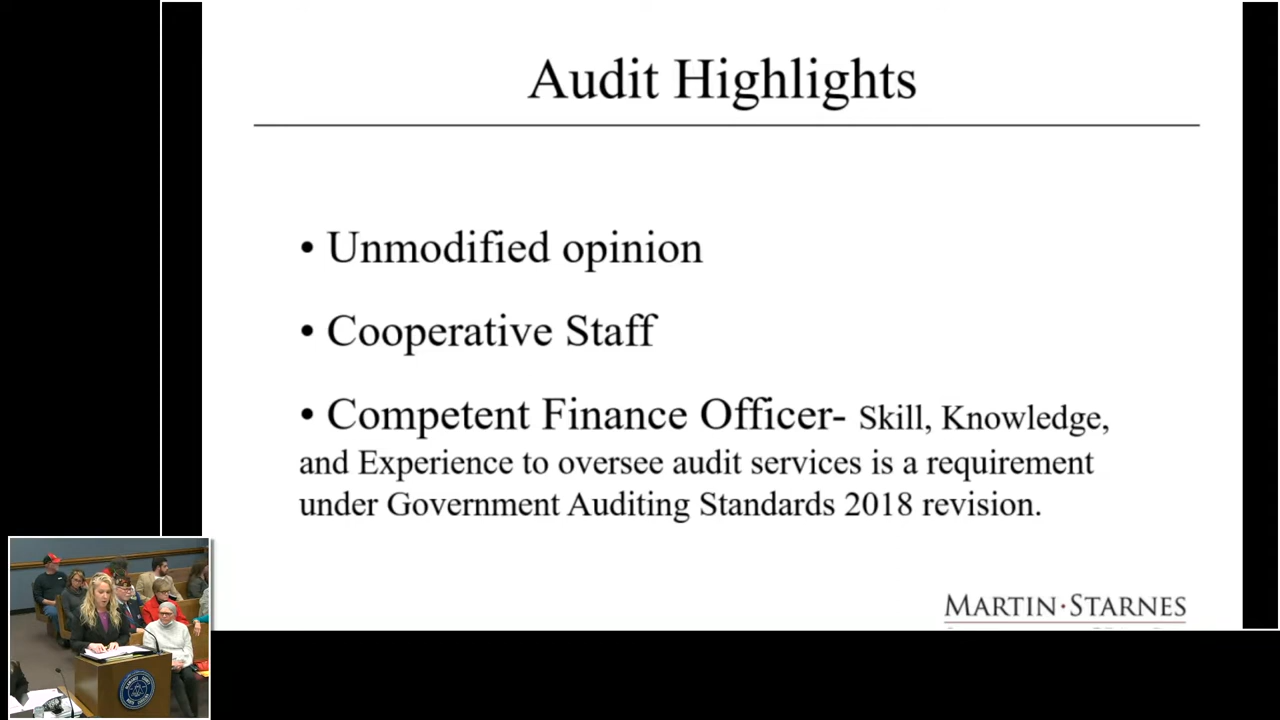 Audit Highlights
• Unmodified opinion
• Cooperative Staff
• Competent Finance Officer- Skill, Knowledge,
and Experience to oversee audit services is a requirement
under Government Auditing Standards 2018 revision.
MARTIN·STARNES